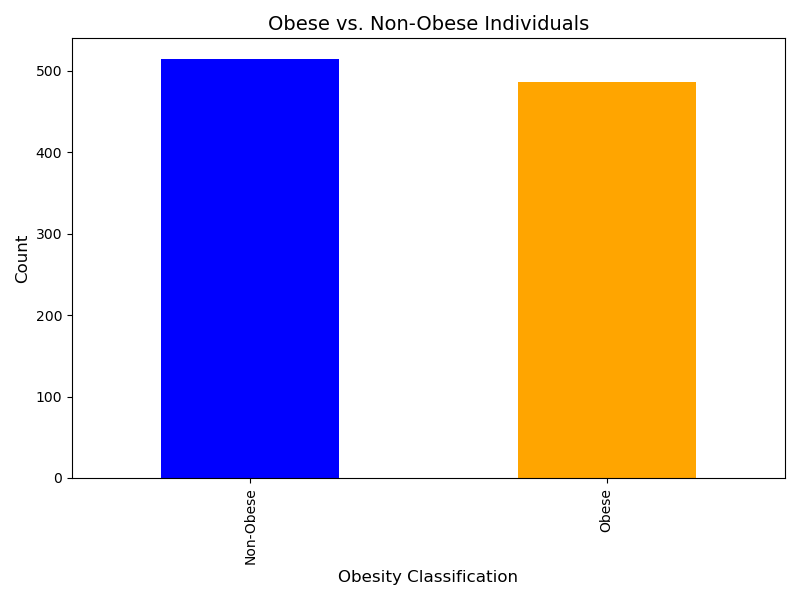 Obese vs. Non-Obese Individuals
500
400
300
200
100
0
Count
Non-Obese
Obese
Obesity Classification